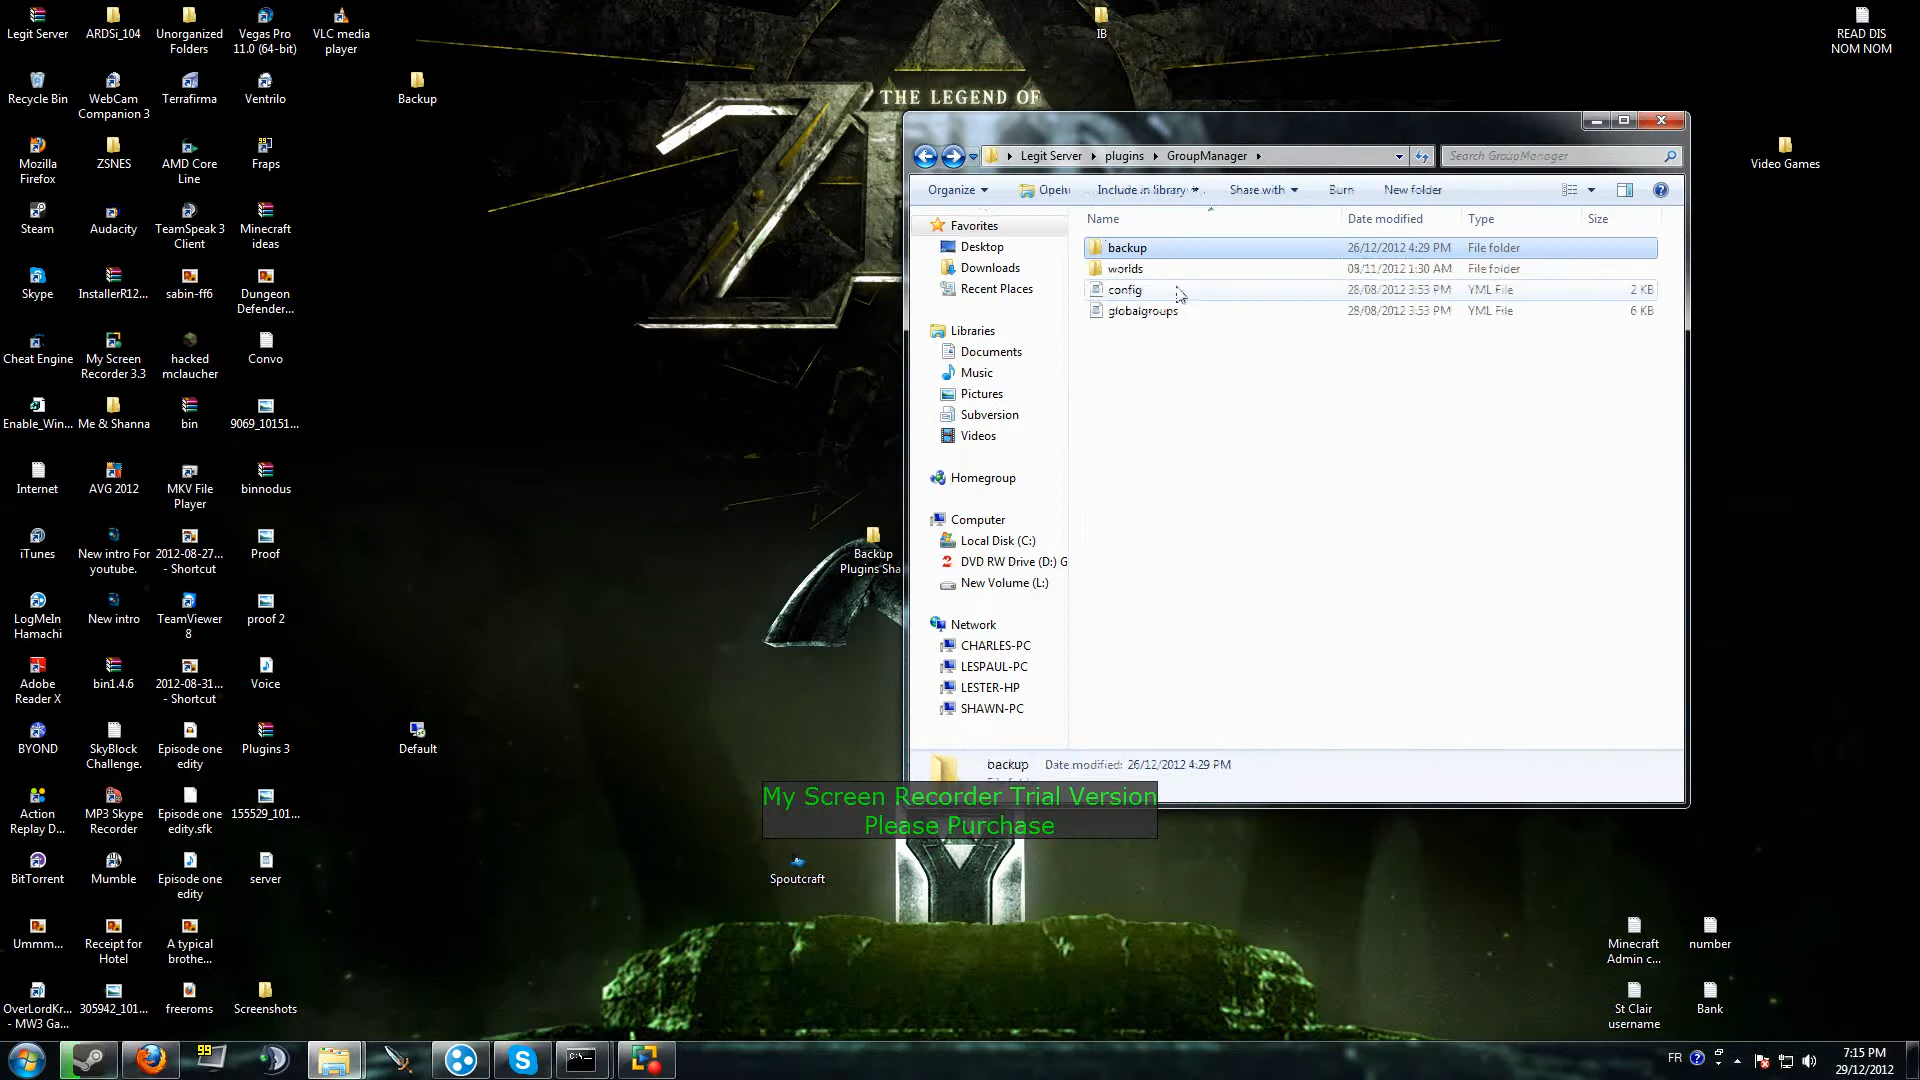 Legit Server
ARDSi_104
Unorganized
Folders
Vegas Pro
11.0 (64-bit)
VLC media
player
IB
READ DIS
NOM NOM
Recycle Bin
WebCam
Companion 3
Terrafirma
Ventrilo
Backup
THE LEGEND OF
Mozilla
Firefox
ZSNES
AMD Core
Line
Fraps
Video Games
Steam
Audacity
TeamSpeak 3
Client
Minecraft
ideas
Skype
InstallerR12...
sabin-ff6
Dungeon
Defender...
Cheat Engine
My Screen
Recorder 3.3
hacked
mclaucher
Convo
Enable_Win...
Me & Shanna
bin
9069_10151...
Internet
AVG 2012
MKV File
Player
binnodus
iTunes
New intro For
youtube.
2012-08-27...
- Shortcut
Proof
Backup
Plugins Sha
LogMeIn
Hamachi
New intro
TeamViewer
8
proof 2
Adobe
Reader X
bin1.4.6
2012-08-31...
- Shortcut
Voice
BYOND
SkyBlock
Challenge.
Episode one
edity
Plugins 3
Default
Action
Replay D...
MP3 Skype
Recorder
Episode one
edity.sfk
155529_101...
BitTorrent
Mumble
Episode one
edity
server
Spoutcraft
Ummm...
Receipt for
Hotel
A typical
brothe...
Minecraft
Admin c...
number
OverLordKr...
- MW3 Ga...
305942_101...
freeroms
Screenshots
St Clair
username
Bank
Legit Server
plugins
GroupManager
Search GroupManager
Organize
Open
Include in library
Share with
Burn
New folder
Name
Date modified
Type
Size
backup
26/12/2012 4:29 PM
File folder
worlds
08/11/2012 1:30 AM
File folder
config
28/08/2012 3:53 PM
YML File
2 KB
globalgroups
28/08/2012 3:53 PM
YML File
6 KB
Favorites
Desktop
Downloads
Recent Places
Libraries
Documents
Music
Pictures
Subversion
Videos
Homegroup
Computer
Local Disk (C:)
DVD RW Drive (D:) G
New Volume (L:)
Network
CHARLES-PC
LESPAUL-PC
LESTER-HP
SHAWN-PC
backup
Date modified: 26/12/2012 4:29 PM
My Screen Recorder Trial Version
Please Purchase
99
FR
7:15 PM
29/12/2012